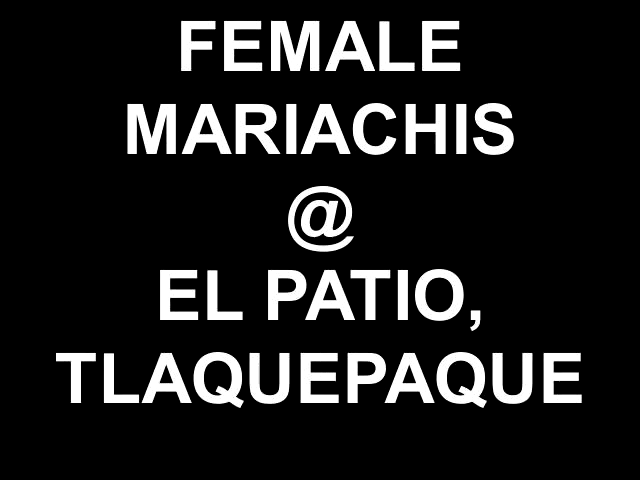 FEMALE
MARIACHIS
@
EL PATIO,
TLAQUEPAQUE